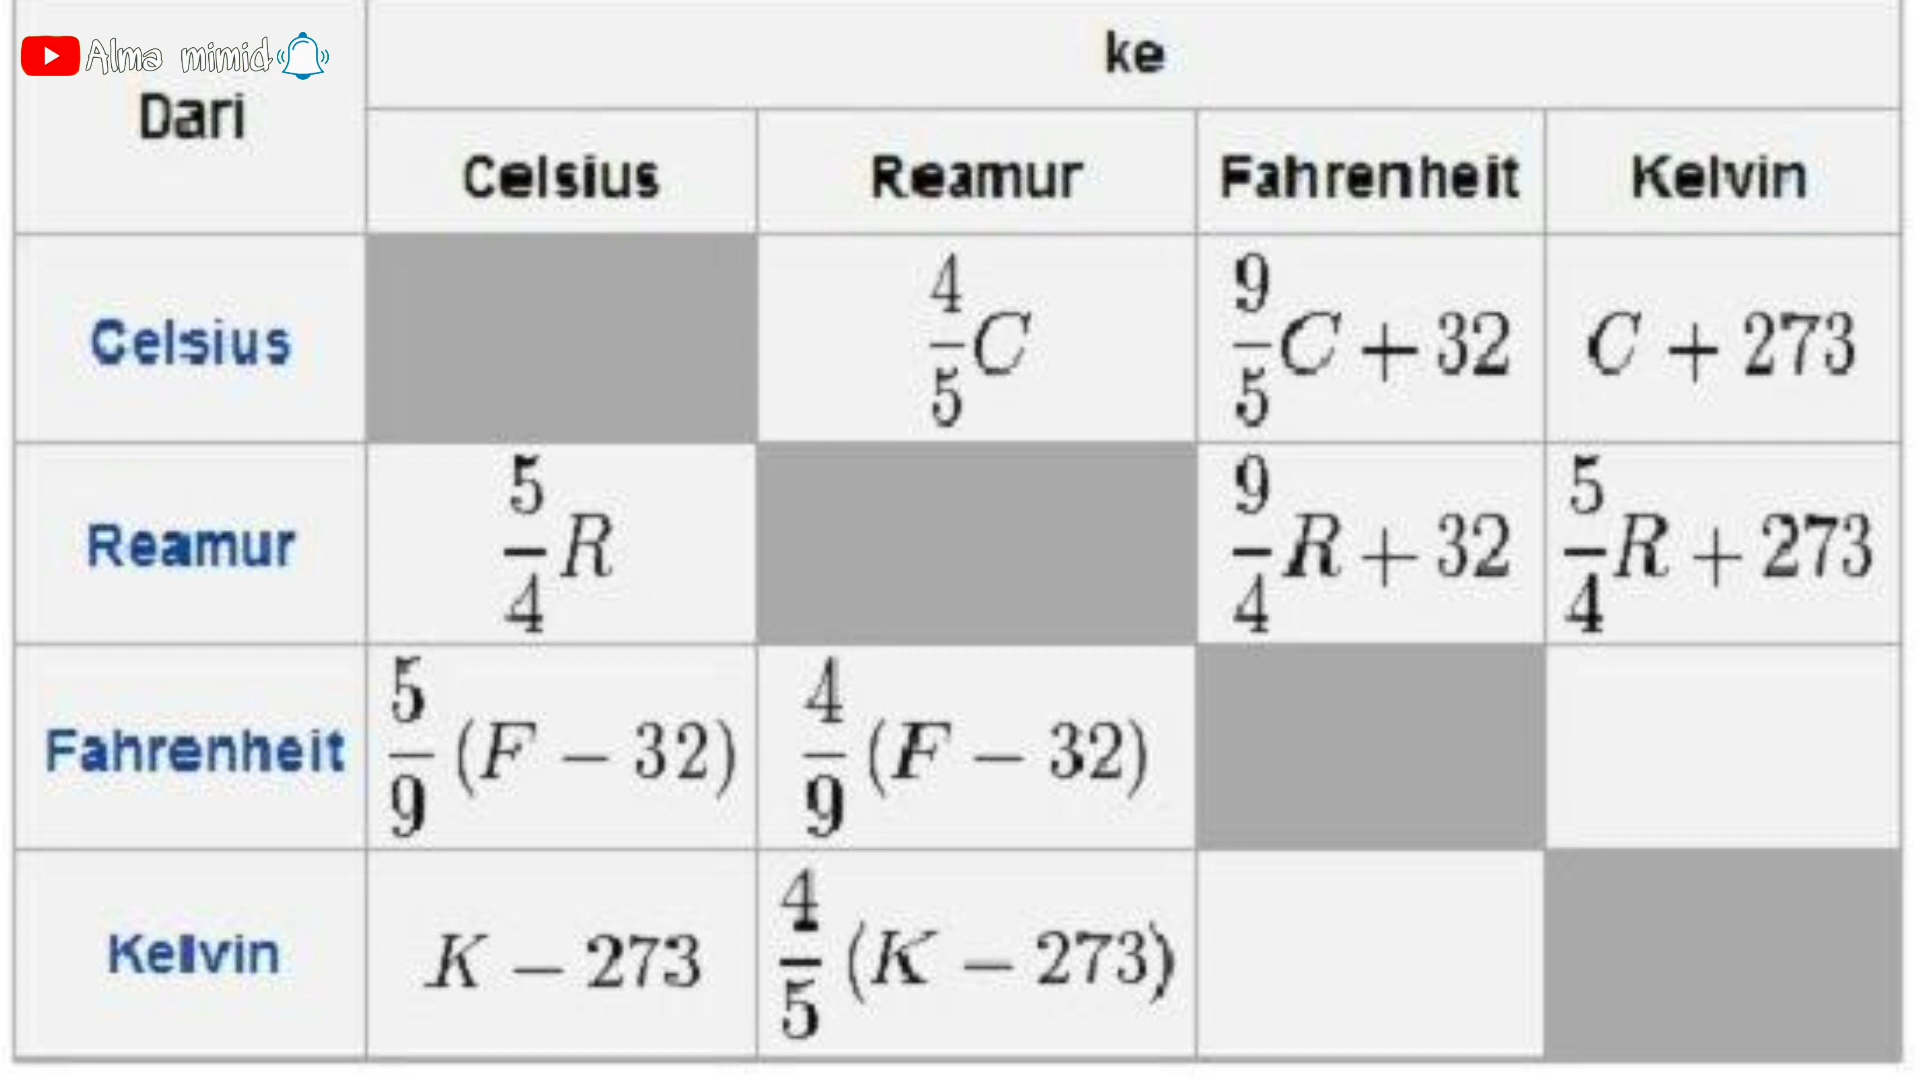 Alma mimid
Dari
ke
Celsius Reamur Fahrenheit Kelvin
Celsius 4/5 C 9/5 C + 32 C + 273
Reamur 5/4 R 9/4 R + 32 5/4 R + 273
Fahrenheit 5/9 (F − 32) 4/9 (F − 32)
Kelvin K − 273 4/5 (K − 273)